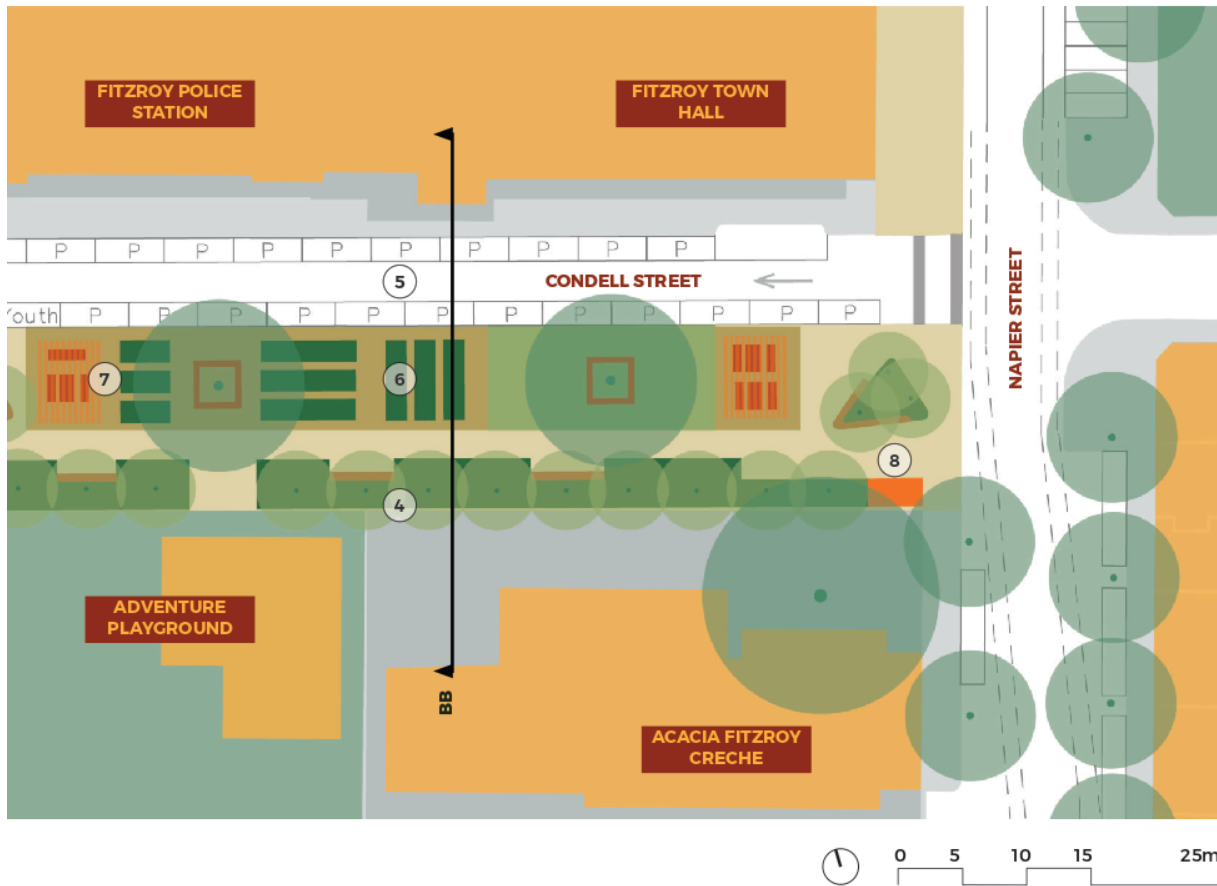 FITZROY POLICE
STATION
FITZROY TOWN
HALL
P P P P P P P P P P
5
CONDELL STREET
Youth P P P P P P P P P P P P
NAPIER STREET
7
6
8
4
ADVENTURE
PLAYGROUND
BB
ACACIA FITZROY
CRECHE
0 5 10 15 25m